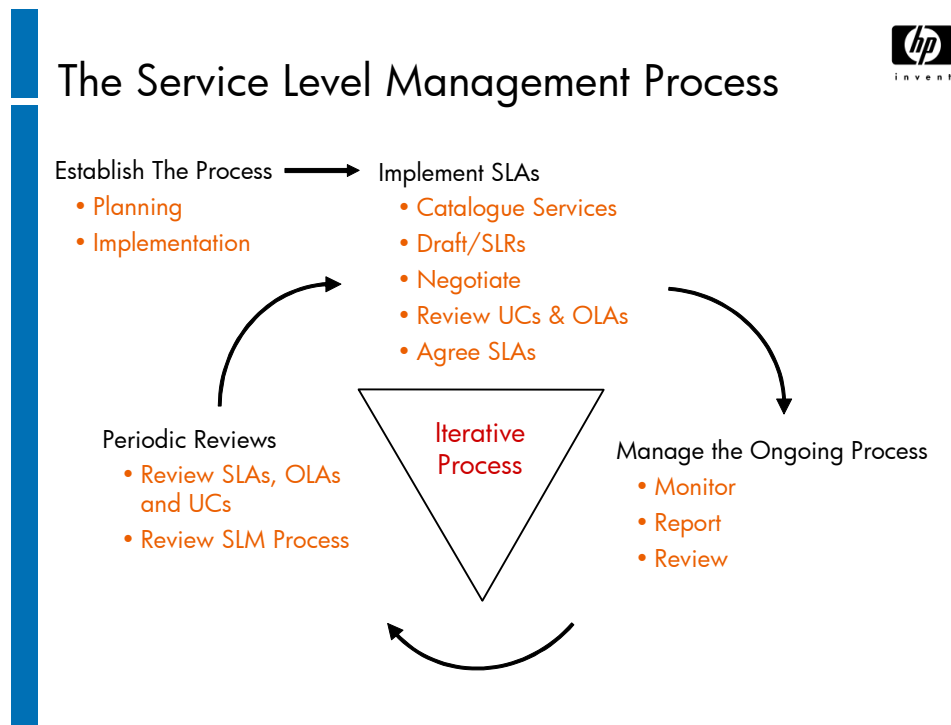 The Service Level Management Process
hp
invent
Establish The Process
• Planning
• Implementation
Implement SLAs
• Catalogue Services
• Draft/SLRs
• Negotiate
• Review UCs & OLAs
• Agree SLAs
Iterative
Process
Manage the Ongoing Process
• Monitor
• Report
• Review
Periodic Reviews
• Review SLAs, OLAs
and UCs
• Review SLM Process